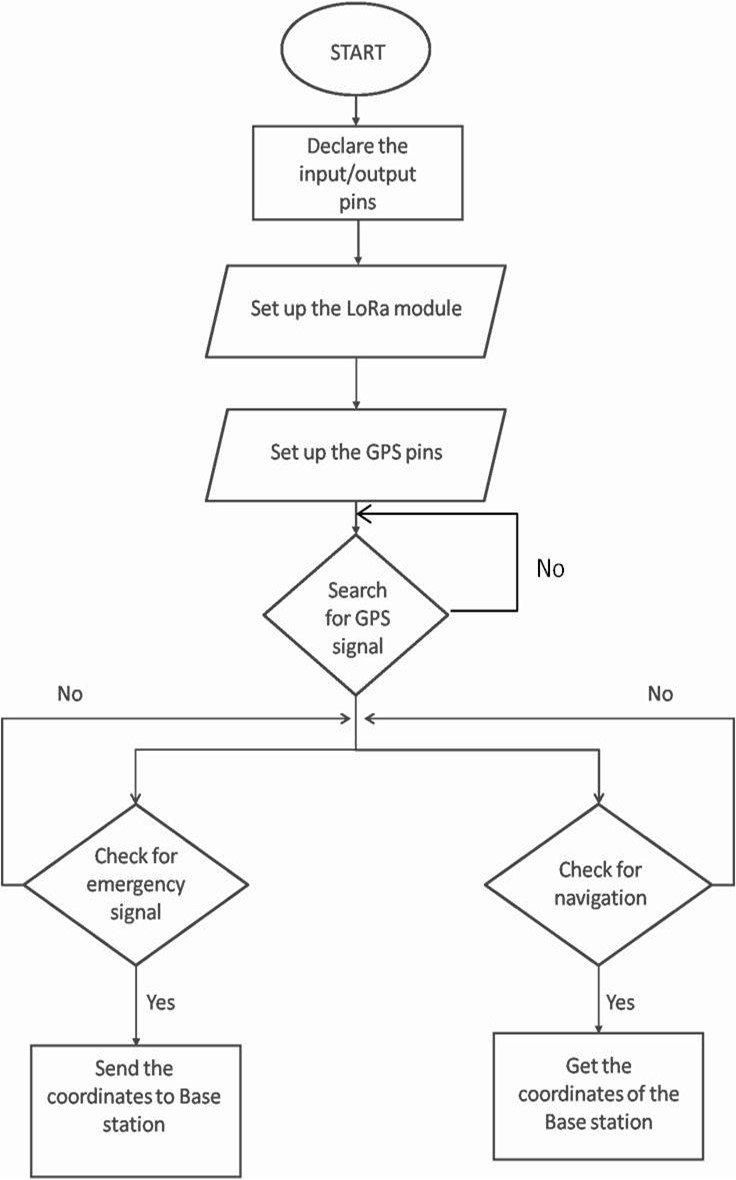 START
Declare the
input/output
pins
Set up the LoRa module
Set up the GPS pins
No
Search
for GPS
signal
No
No
Check for
emergency
signal
Check for
navigation
Yes
Yes
Send the
coordinates to Base
station
Get the
coordinates of the
Base station